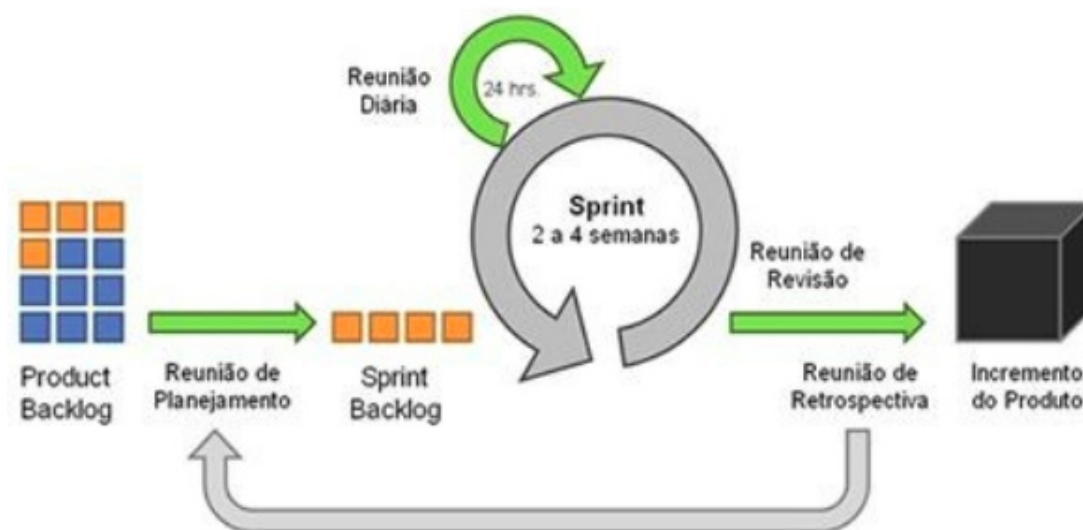 Reunião
Diária
24 hrs.
Sprint
2 a 4 semanas
Reunião de
Revisão
Product
Backlog
Reunião de
Planejamento
Sprint
Backlog
Reunião de
Retrospectiva
Incremento
do Produto